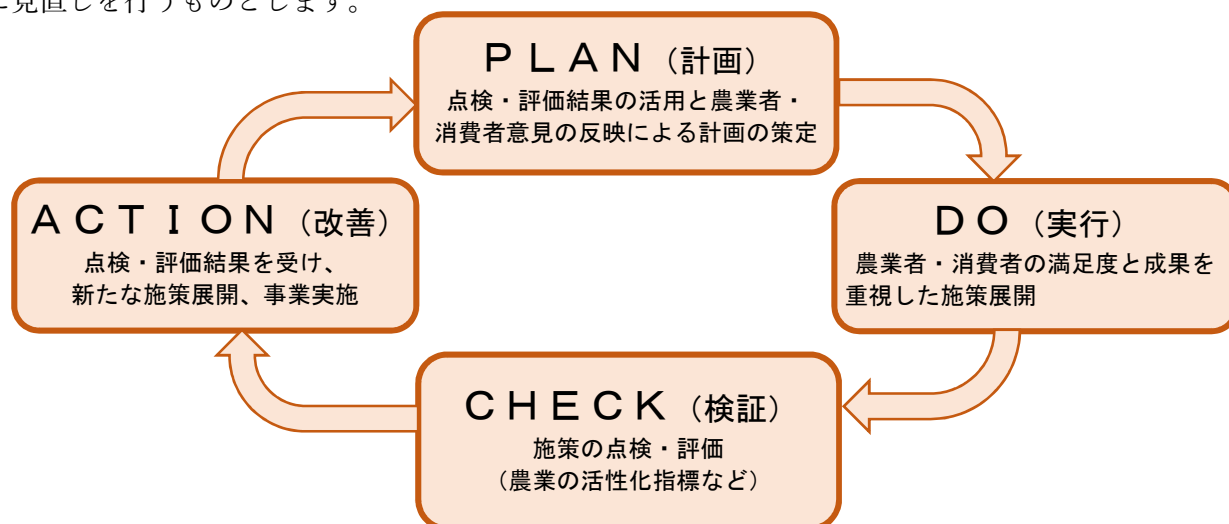 に見直しを行うものとします。
ＰＬＡＮ（計画）
点検・評価結果の活用と農業者・
消費者意見の反映による計画の策定
ＡＣＴＩＯＮ（改善）
点検・評価結果を受け、
新たな施策展開、事業実施
ＤＯ（実行）
農業者・消費者の満足度と成果を
重視した施策展開
ＣＨＥＣＫ（検証）
施策の点検・評価
（農業の活性化指標など）